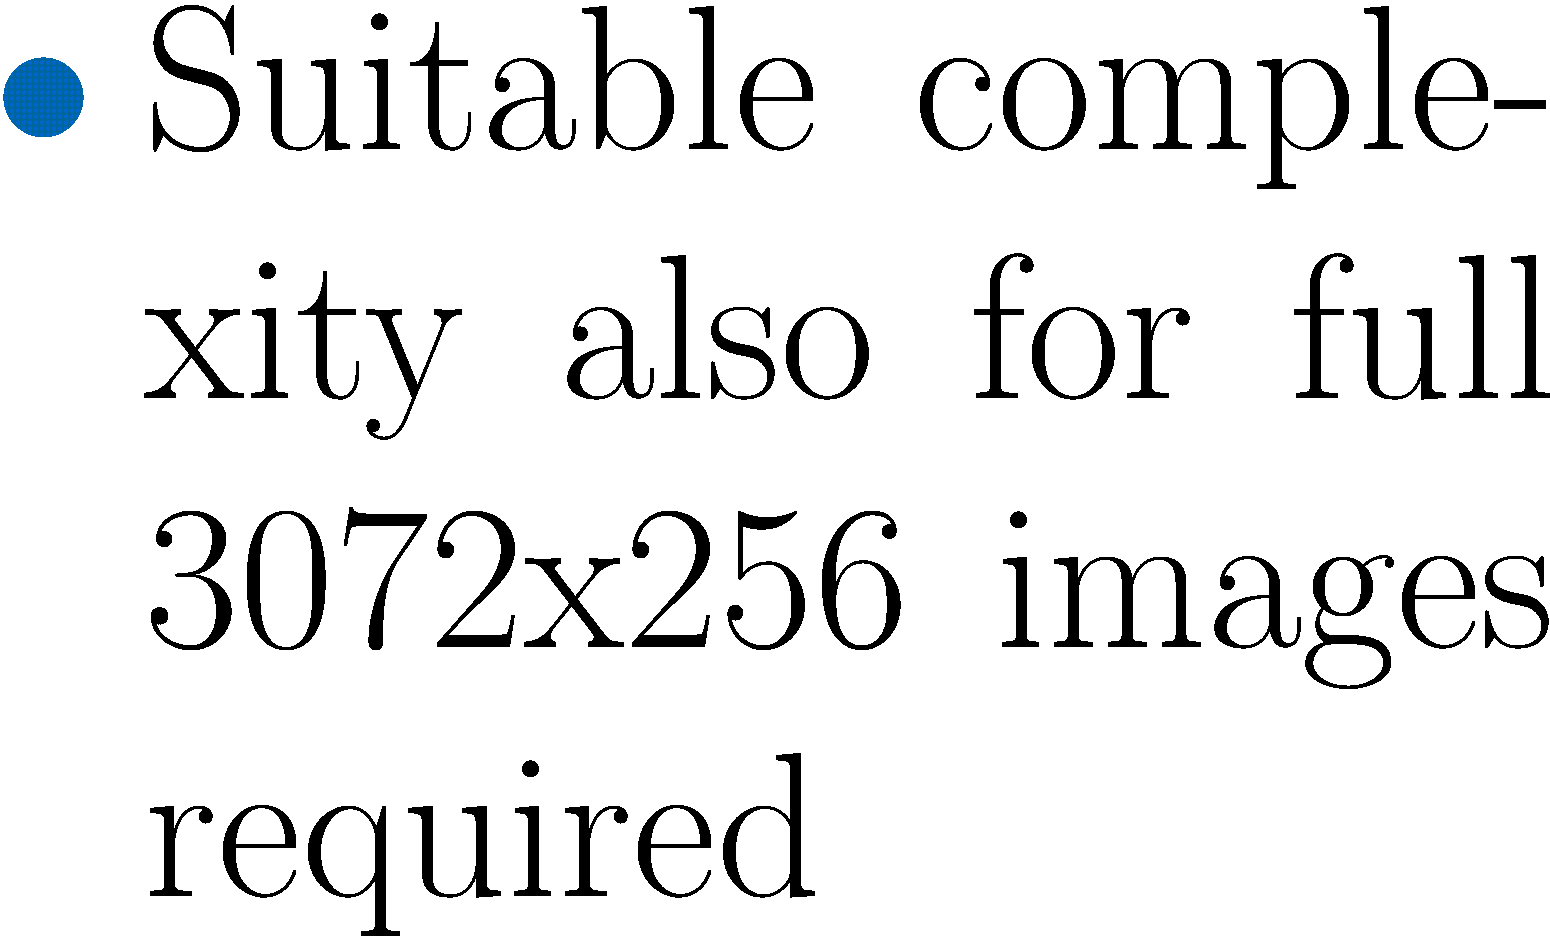 • Suitable comple-
xity also for full
3072x256 images
required